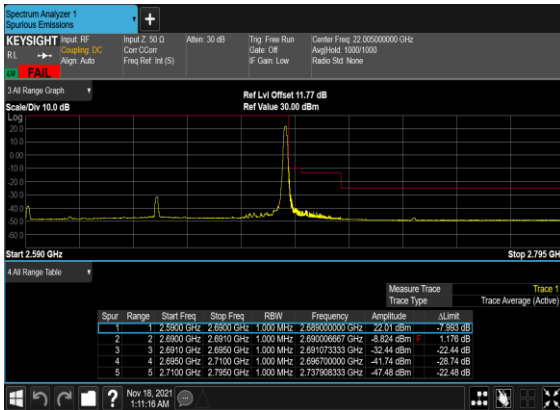 Spectrum Analyzer 1
Spurious Emissions
KEYSIGHT
RL
Input: RF
Coupling: DC
Align: Auto
Input Z: 50 Ω
Corr CCorr
Freq Ref: Int (S)
Atten: 30 dB
Trig: Free Run
Gate: Off
IF Gain: Low
Center Freq: 22.005000000 GHz
Avg|Hold: 1000/1000
Radio Std: None
FAIL
3 All Range Graph
Scale/Div 10.0 dB
Ref Lvl Offset 11.77 dB
Ref Value 30.00 dBm
Log
20.0
10.0
0.00
-10.0
-20.0
-30.0
-40.0
-50.0
-60.0
Start 2.590 GHz
Stop 2.795 GH
4 All Range Table
Measure Trace Trace 1
Trace Type Trace Average (Active)
Spur Range Start Freq Stop Freq RBW Frequency Amplitude ΔLimit
1 1 2.5900 GHz 2.6900 GHz 1.000 MHz 2.689000000 GHz 22.01 dBm -7.993 dB
2 2 2.6900 GHz 2.6910 GHz 1.000 MHz 2.690006667 GHz -8.824 dBm F 1.176 dB
3 3 2.6910 GHz 2.6950 GHz 1.000 MHz 2.691073333 GHz -32.44 dBm -22.44 dB
4 4 2.6950 GHz 2.7100 GHz 1.000 MHz 2.696700000 GHz -41.74 dBm -28.74 dB
5 5 2.7100 GHz 2.7950 GHz 1.000 MHz 2.737908333 GHz -47.48 dBm -22.48 dB
Nov 18, 2021
1:11:16 AM